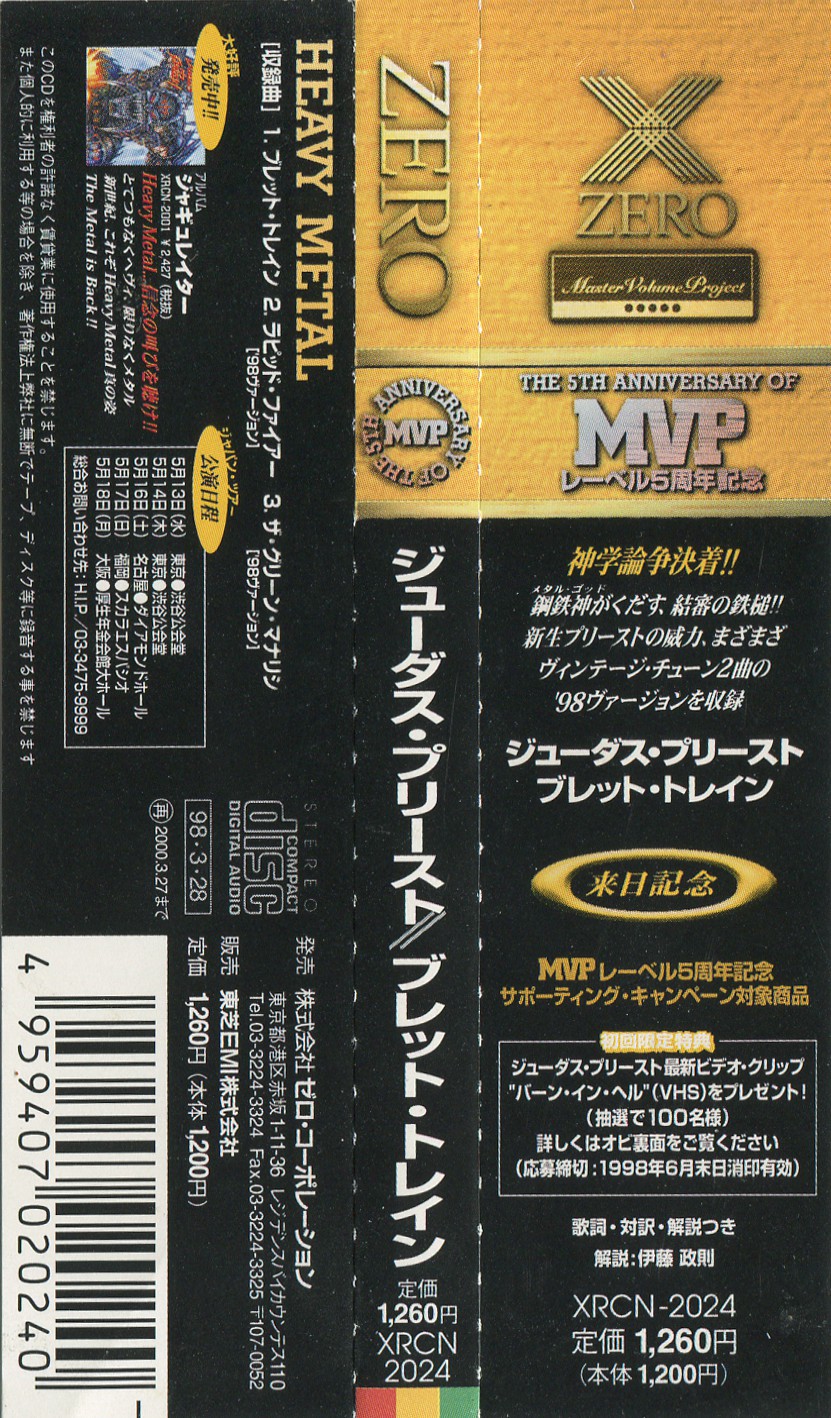 ZERO
Master Volume Project
THE 5TH ANNIVERSARY OF
MVP
レーベル5周年記念
神学論争決着!!
メタル・ゴッド
鋼鉄神がくだす、結審の鉄槌!!
新生プリーストの威力、まざまざ
ヴィンテージ・チューン2曲の
'98ヴァージョンを収録
ジューダス・プリースト
ブレット・トレイン
来日記念
MVPレーベル5周年記念
サポーティング・キャンペーン対象商品
初回限定特典
ジューダス・プリースト最新ビデオ・クリップ
"バーン・イン・ヘル"(VHS)をプレゼント!
(抽選で100名様)
詳しくはオビ裏面をご覧ください
(応募締切:1998年6月末日消印有効)
歌詞・対訳・解説つき
解説:伊藤 政則
XRCN-2024
定価 1,260円
(本体 1,200円)
ZERO
ANNIVERSARY OF THE 5TH
MVP
ジューダス・プリースト》ブレット・トレイン
定価
1,260円
XRCN
2024
HEAVY METAL
[収録曲] 1. ブレット・トレイン 2. ラピッド・ファイアー 3. ザ・グリーン・マナリシ
['98ヴァージョン] ['98ヴァージョン]
大好評
発売中!!
アルバム
ジャギュレイター
XRCN-2001 ¥2,427(税抜)
Heavy Metal...信念の叫びを聴け!!
とてつもなくヘヴィ、限りなくメタル
新世紀、これぞHeavy Metal真の姿
The Metal is Back!!
ジャパン・ツアー
公演日程
5月13日(水) 東京●渋谷公会堂
5月14日(木) 東京●渋谷公会堂
5月16日(土) 名古屋●ダイアモンドホール
5月17日(日) 福岡●スカラエスパシオ
5月18日(月) 大阪●厚生年金会館大ホール
総合お問い合わせ先:H.I.P.／03-3475-9999
このCDを権利者の許諾なく賃貸業に使用することを禁じます。
また個人的に利用する等の場合を除き、著作権法上弊社に無断でテープ、ディスク等に録音する事を禁じます
STEREO
COMPACT
disc
DIGITAL AUDIO
98・3・28
再 2000.3.27まで
発売 株式会社 ゼロ・コーポレーション
東京都港区赤坂1-11-36 レジデンスバイカウンテス110
Tel.03-3224-3324 Fax.03-3224-3325 〒107-0052
販売 東芝EMI株式会社
定価 1,260円(本体 1,200円)
4 959407 020240